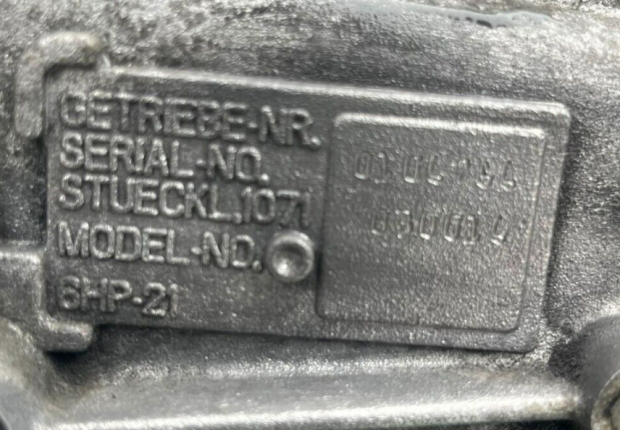 GETRIEBE-NR.
SERIAL-NO.
STUECKL.1071
MODEL-NO.
6HP-21